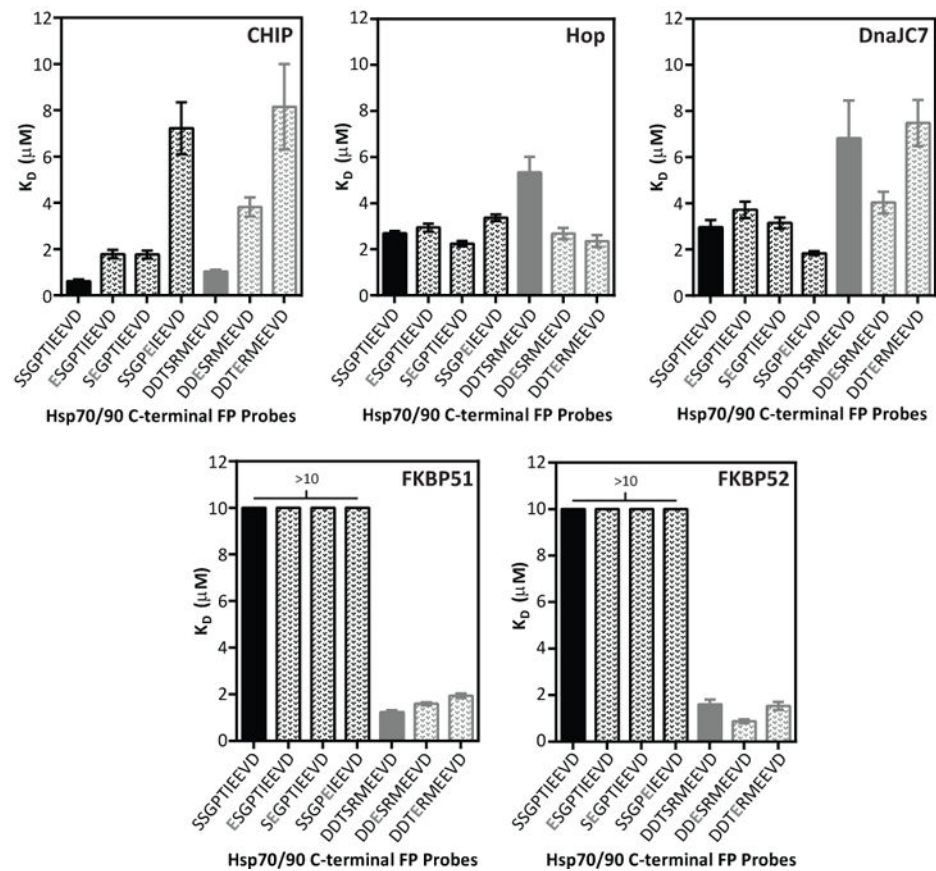 CHIP
12
10
8
6
4
2
0
K_D (μM)
SSGPTIEEVD
ESGPTIEEVD
SEGPTIEEVD
SSGPEIEEVD
DDTSRMEEVD
DDESRMEEVD
DDTERMEEVD
Hsp70/90 C-terminal FP Probes
Hop
12
10
8
6
4
2
0
K_D (μM)
SSGPTIEEVD
ESGPTIEEVD
SEGPTIEEVD
SSGPEIEEVD
DDTSRMEEVD
DDESRMEEVD
DDTERMEEVD
Hsp70/90 C-terminal FP Probes
DnaJC7
12
10
8
6
4
2
0
K_D (μM)
SSGPTIEEVD
ESGPTIEEVD
SEGPTIEEVD
SSGPEIEEVD
DDTSRMEEVD
DDESRMEEVD
DDTERMEEVD
Hsp70/90 C-terminal FP Probes
FKBP51
>10
12
10
8
6
4
2
0
K_D (μM)
SSGPTIEEVD
ESGPTIEEVD
SEGPTIEEVD
SSGPEIEEVD
DDTSRMEEVD
DDESRMEEVD
DDTERMEEVD
Hsp70/90 C-terminal FP Probes
FKBP52
>10
12
10
8
6
4
2
0
K_D (μM)
SSGPTIEEVD
ESGPTIEEVD
SEGPTIEEVD
SSGPEIEEVD
DDTSRMEEVD
DDESRMEEVD
DDTERMEEVD
Hsp70/90 C-terminal FP Probes